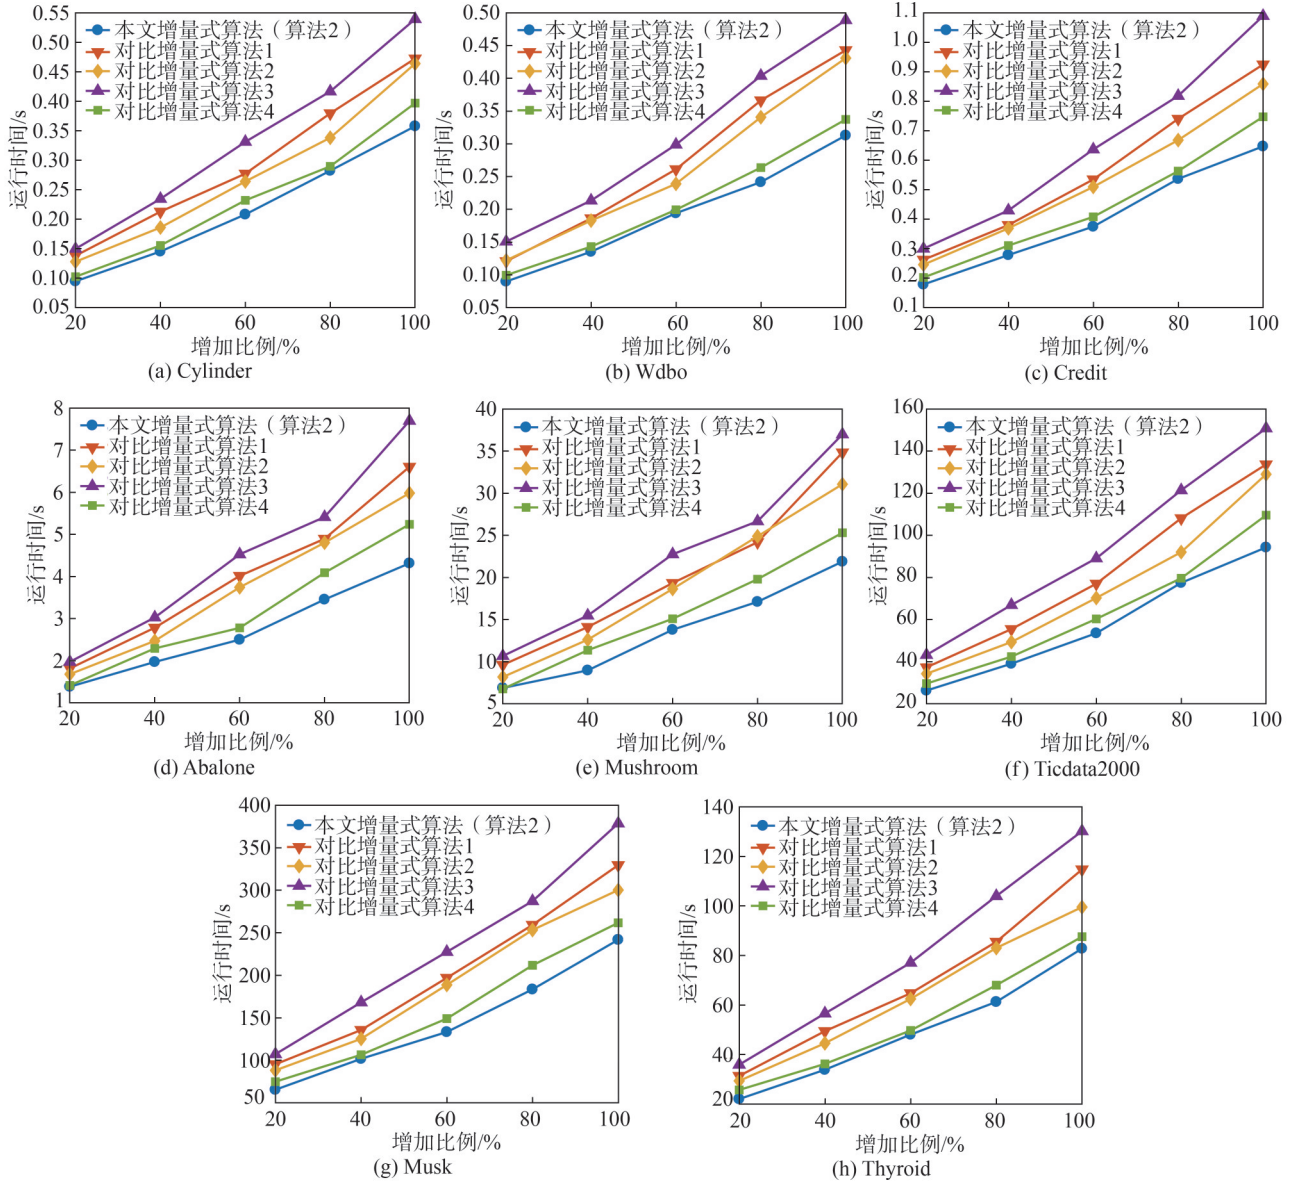 0.55
0.50
0.45
0.40
0.35
0.30
0.25
0.20
0.15
0.10
0.05
运行时间/s
本文增量式算法（算法2）
对比增量式算法1
对比增量式算法2
对比增量式算法3
对比增量式算法4
20 40 60 80 100
增加比例/%
(a) Cylinder
0.50
0.45
0.40
0.35
0.30
0.25
0.20
0.15
0.10
0.05
运行时间/s
本文增量式算法（算法2）
对比增量式算法1
对比增量式算法2
对比增量式算法3
对比增量式算法4
20 40 60 80 100
增加比例/%
(b) Wdbo
1.1
1.0
0.9
0.8
0.7
0.6
0.5
0.4
0.3
0.2
0.1
运行时间/s
本文增量式算法（算法2）
对比增量式算法1
对比增量式算法2
对比增量式算法3
对比增量式算法4
20 40 60 80 100
增加比例/%
(c) Credit
8
7
6
5
4
3
2
1
运行时间/s
本文增量式算法（算法2）
对比增量式算法1
对比增量式算法2
对比增量式算法3
对比增量式算法4
20 40 60 80 100
增加比例/%
(d) Abalone
40
35
30
25
20
15
10
5
运行时间/s
本文增量式算法（算法2）
对比增量式算法1
对比增量式算法2
对比增量式算法3
对比增量式算法4
20 40 60 80 100
增加比例/%
(e) Mushroom
160
140
120
100
80
60
40
20
运行时间/s
本文增量式算法（算法2）
对比增量式算法1
对比增量式算法2
对比增量式算法3
对比增量式算法4
20 40 60 80 100
增加比例/%
(f) Ticdata2000
400
350
300
250
200
150
100
50
运行时间/s
本文增量式算法（算法2）
对比增量式算法1
对比增量式算法2
对比增量式算法3
对比增量式算法4
20 40 60 80 100
增加比例/%
(g) Musk
140
120
100
80
60
40
20
运行时间/s
本文增量式算法（算法2）
对比增量式算法1
对比增量式算法2
对比增量式算法3
对比增量式算法4
20 40 60 80 100
增加比例/%
(h) Thyroid